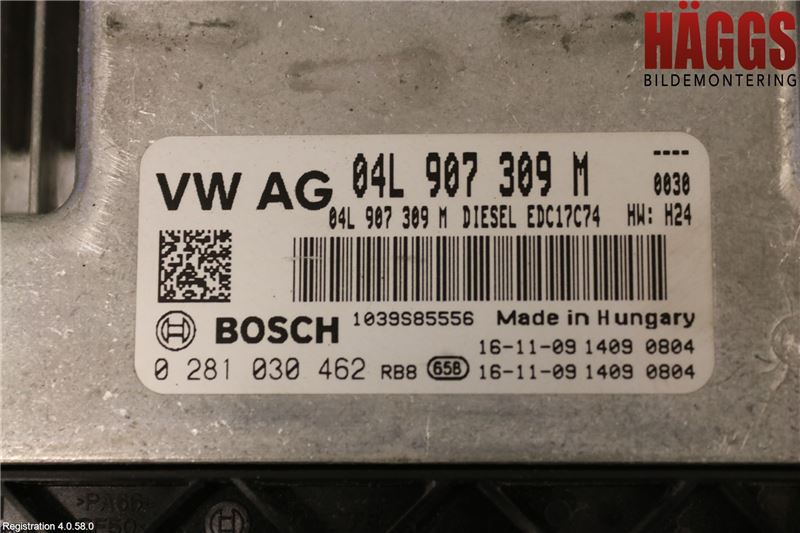 HÄGGS
BILDEMONTERING
VW AG 04L 907 309 M ----
0030
04L 907 309 M DIESEL EDC17C74 HW: H24
BOSCH 1039S85556 Made in Hungary
16-11-09 1409 0804
0 281 030 462 RB8 658 16-11-09 1409 0804
>PA66
Registration 4.0.58.0